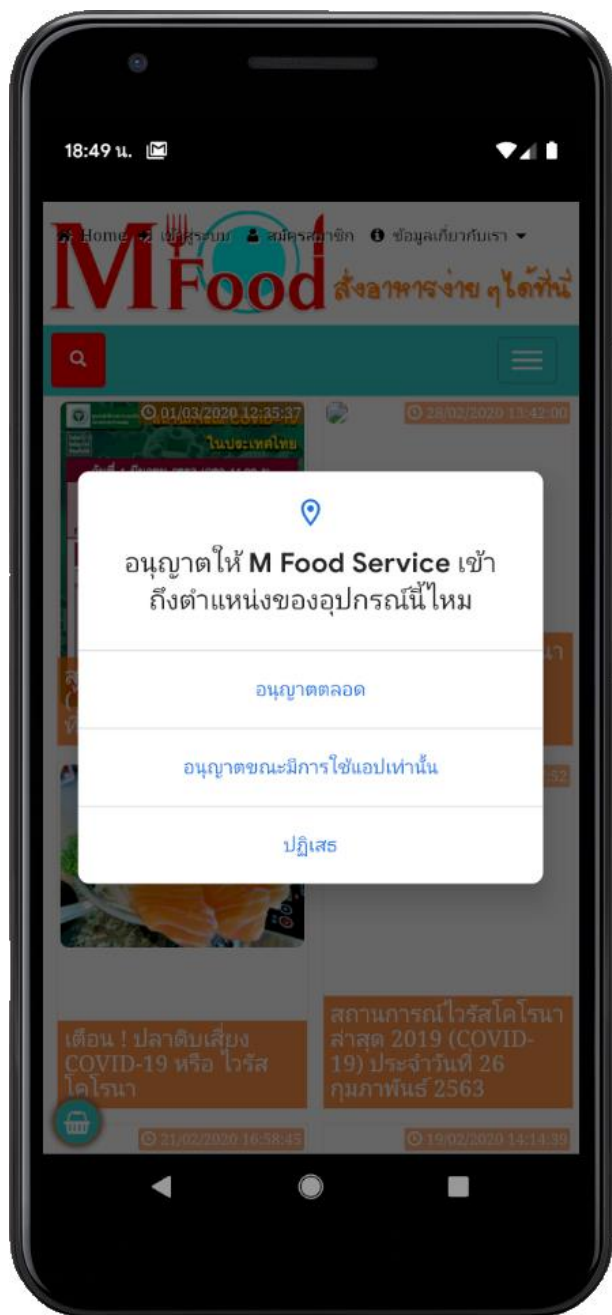 18:49 น.
Home เข้าสู่ระบบ สมัครสมาชิก ข้อมูลเกี่ยวกับเรา
M Food สั่งอาหารง่าย ๆ ได้ที่นี่
01/03/2020 12:35:37
28/02/2020 13:42:00
ในประเทศไทย
อนุญาตให้ M Food Service เข้า
ถึงตำแหน่งของอุปกรณ์นี้ไหม
อนุญาตตลอด
อนุญาตขณะมีการใช้แอปเท่านั้น
ปฏิเสธ
เตือน ! ปลาดิบเสี่ยง
COVID-19 หรือ ไวรัส
โคโรนา
สถานการณ์ไวรัสโคโรนา
ล่าสุด 2019 (COVID-
19) ประจำวันที่ 26
กุมภาพันธ์ 2563
21/02/2020 16:58:45
19/02/2020 14:14:39